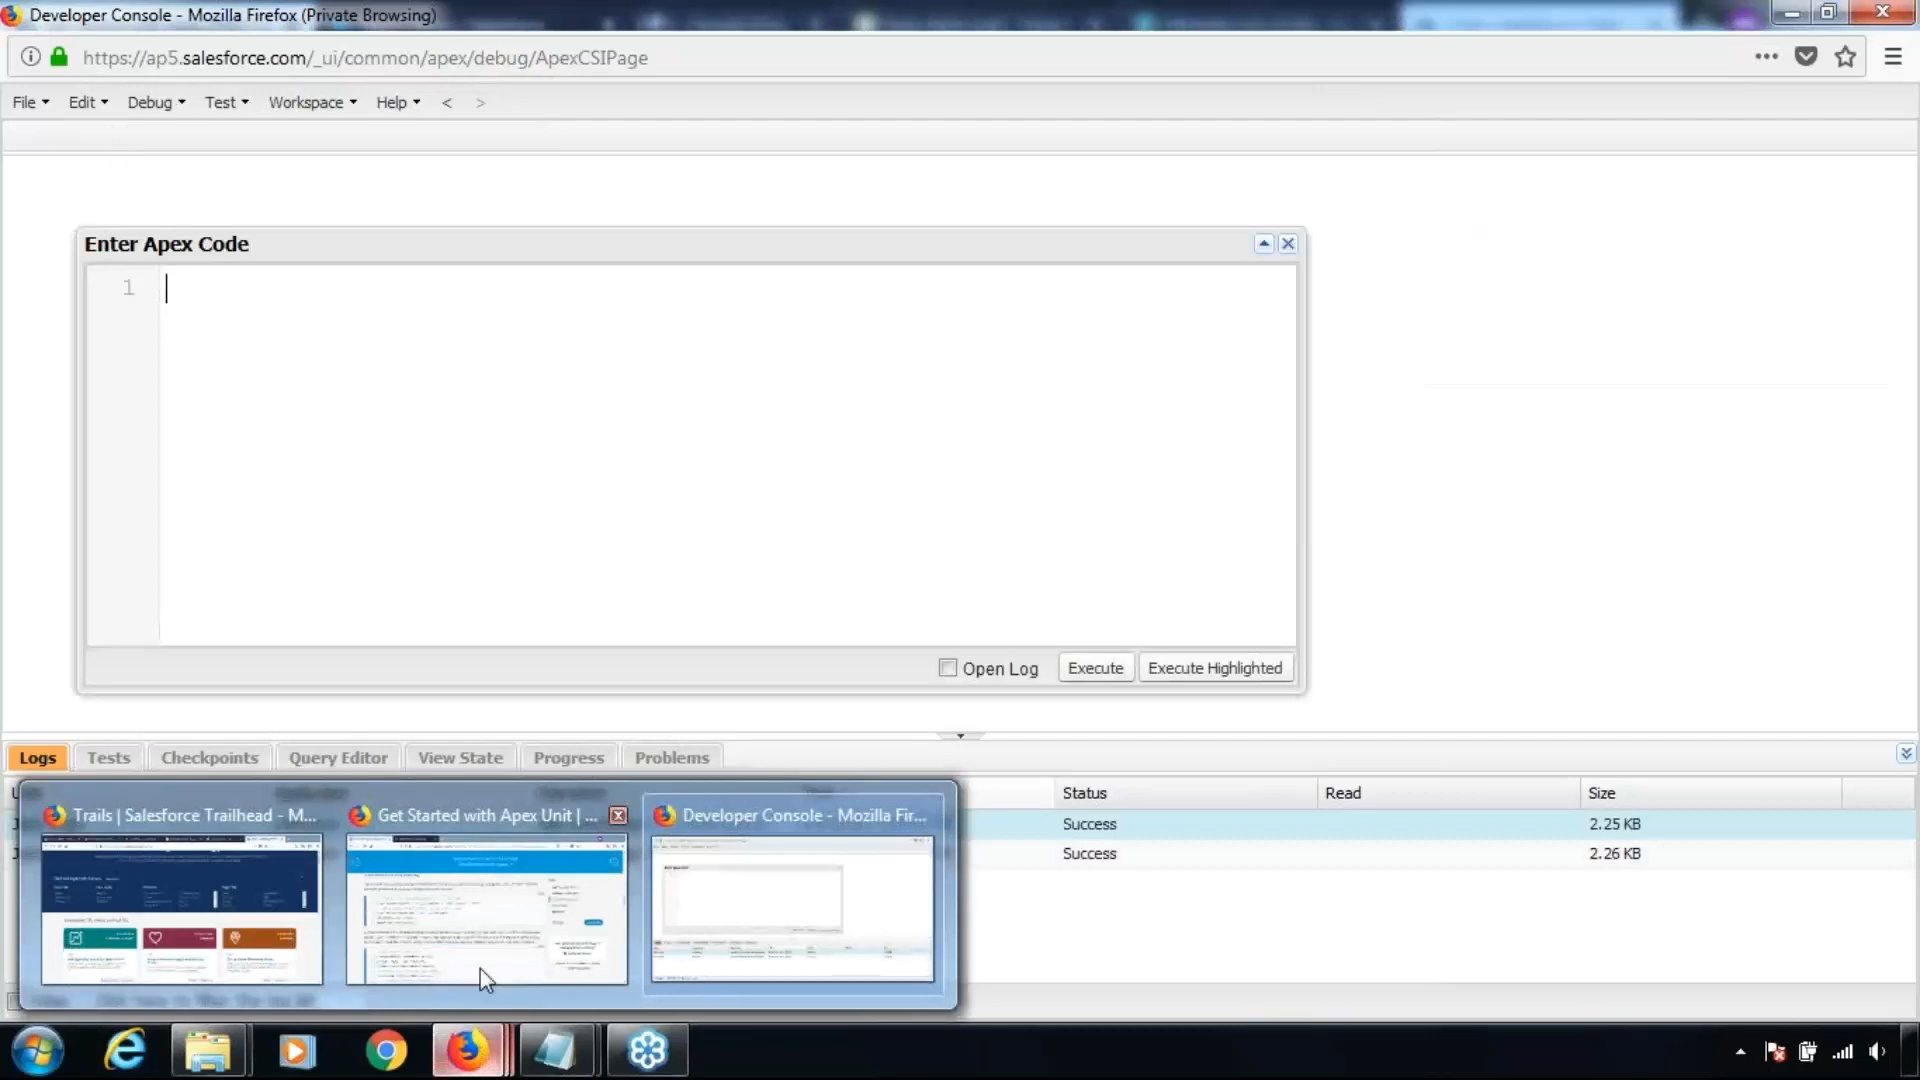 Developer Console - Mozilla Firefox (Private Browsing)
https://ap5.salesforce.com/_ui/common/apex/debug/ApexCSIPage
File Edit Debug Test Workspace Help < >
Enter Apex Code
1
Open Log Execute Execute Highlighted
Logs Tests Checkpoints Query Editor View State Progress Problems
Status Read Size
Trails | Salesforce Trailhead - M... Get Started with Apex Unit | ... Developer Console - Mozilla Fir...
Success 2.25 KB
Success 2.26 KB